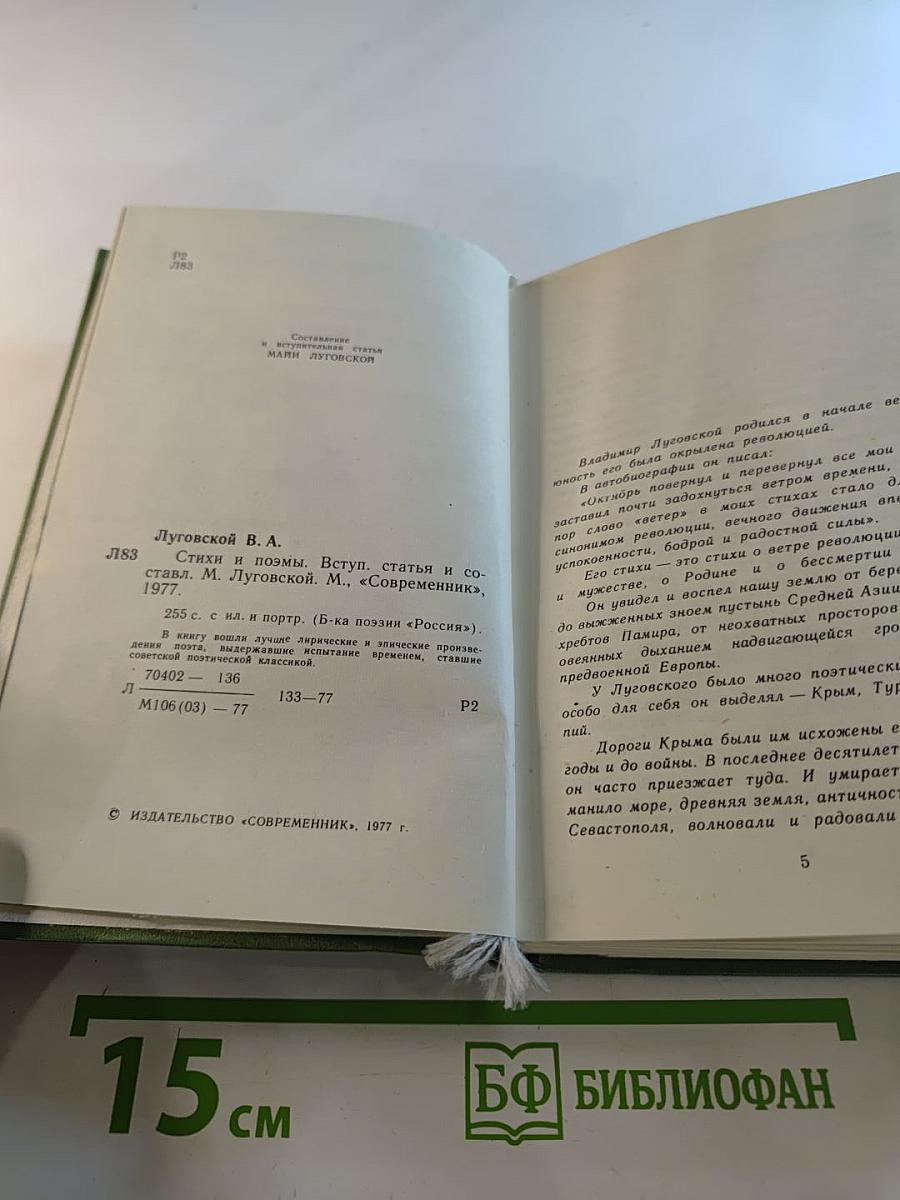 Р2
Л83
Составление
и вступительная статья
МАЙИ ЛУГОВСКОЙ
Луговской В. А.
Л83 Стихи и поэмы. Вступ. статья и со-
ставл. М. Луговской. М., «Современник»,
1977.
255 с. с ил. и портр. (Б-ка поэзии «Россия»).
В книгу вошли лучшие лирические и эпические произве-
дения поэта, выдержавшие испытание временем, ставшие
советской поэтической классикой.
70402 — 136
Л 133—77
М106(03) — 77
Р2
© ИЗДАТЕЛЬСТВО «СОВРЕМЕННИК», 1977 г.
Владимир Луговской родился в начале ве
юность его была окрылена революцией.
В автобиографии он писал:
«Октябрь повернул и перевернул все мои
заставил почти задохнуться ветром времени,
пор слово «ветер» в моих стихах стало дл
синонимом революции, вечного движения впе
успокоенности, бодрой и радостной силы».
Его стихи — это стихи о ветре революции
и мужестве, о Родине и о бессмертии
Он увидел и воспел нашу землю от бере
до выжженных зноем пустынь Средней Азии
хребтов Памира, от неохватных просторов
овеянных дыханием надвигающейся гро
предвоенной Европы.
У Луговского было много поэтически
особо для себя он выделял — Крым, Тур
пий.
Дороги Крыма были им исхожены е
годы и до войны. В последнее десятилет
он часто приезжает туда. И умирает
манило море, древняя земля, античност
Севастополя, волновали и радовали
5
15 см
БФ БИБЛИОФАН